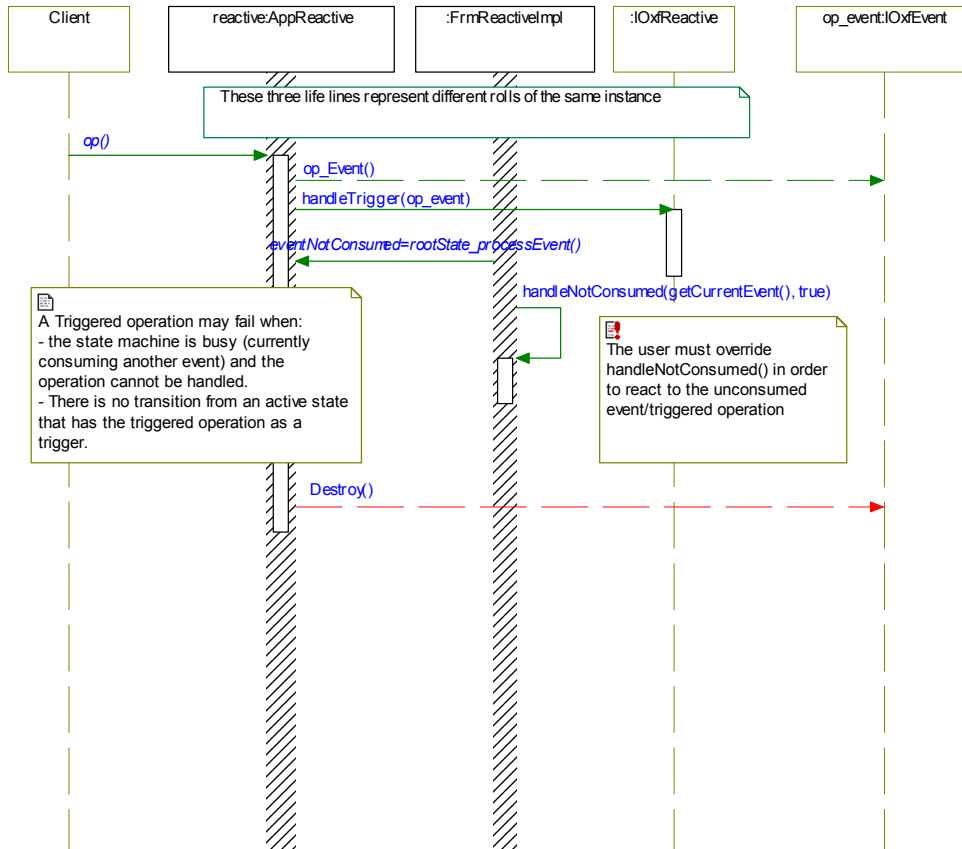 Client
reactive:AppReactive
:FrmReactiveImpl
:IOxfReactive
op_event:IOxfEvent
These three life lines represent different rolls of the same instance
op()
op_Event()
handleTrigger(op_event)
eventNotConsumed=rootState_processEvent()
handleNotConsumed(getCurrentEvent(), true)
A Triggered operation may fail when:
- the state machine is busy (currently
consuming another event) and the
operation cannot be handled.
- There is no transition from an active state
that has the triggered operation as a
trigger.
The user must override
handleNotConsumed() in order
to react to the unconsumed
event/triggered operation
Destroy()